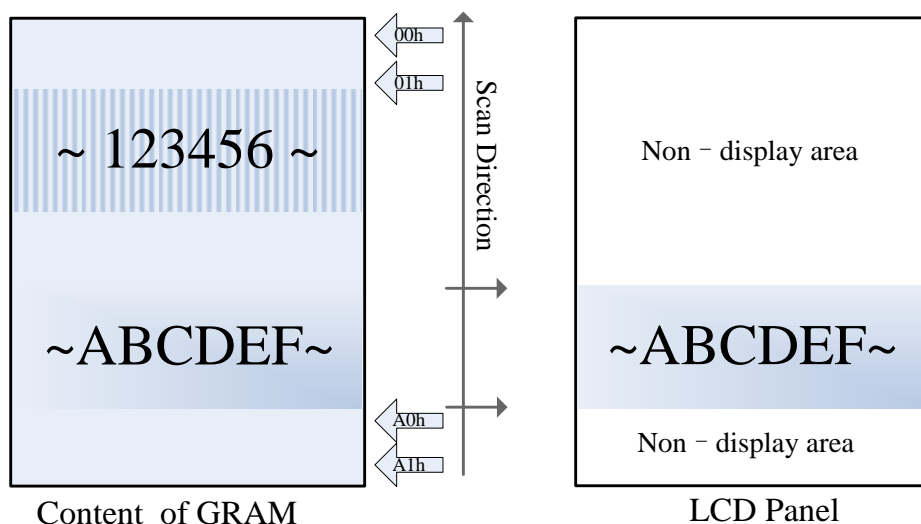 00h
01h
~ 123456 ~
Scan Direction
Non - display area
~ABCDEF~
~ABCDEF~
A0h
Non - display area
A1h
Content of GRAM
LCD Panel